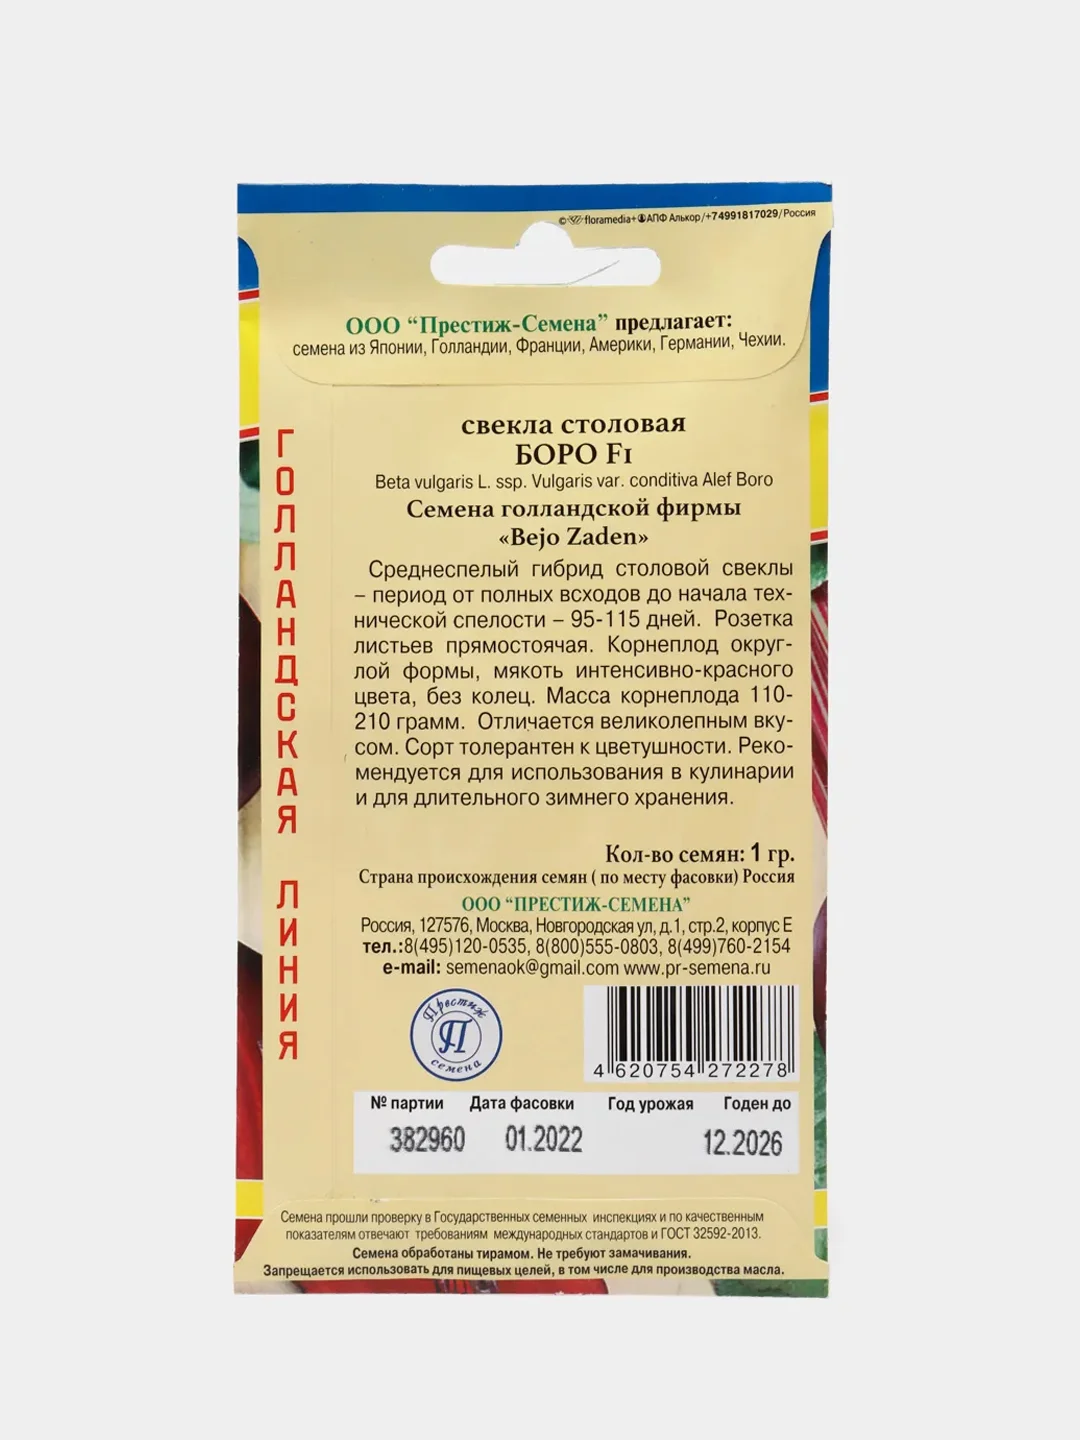 © floramedia+ АПФ Алькор/+74991817029/Россия
ООО “Престиж-Семена” предлагает:
семена из Японии, Голландии, Франции, Америки, Германии, Чехии.
ГОЛЛАНДСКАЯ ЛИНИЯ
свекла столовая
БОРО F1
Beta vulgaris L. ssp. Vulgaris var. conditiva Alef Boro
Семена голландской фирмы
«Bejo Zaden»
Среднеспелый гибрид столовой свеклы
– период от полных всходов до начала тех-
нической спелости – 95-115 дней. Розетка
листьев прямостоячая. Корнеплод округ-
лой формы, мякоть интенсивно-красного
цвета, без колец. Масса корнеплода 110-
210 грамм. Отличается великолепным вку-
сом. Сорт толерантен к цветушности. Реко-
мендуется для использования в кулинарии
и для длительного зимнего хранения.
Кол-во семян: 1 гр.
Страна происхождения семян ( по месту фасовки) Россия
ООО “ПРЕСТИЖ-СЕМЕНА”
Россия, 127576, Москва, Новгородская ул, д.1, стр.2, корпус Е
тел.:8(495)120-0535, 8(800)555-0803, 8(499)760-2154
e-mail: semenaok@gmail.com www.pr-semena.ru
Престиж
П
семена
4 620754 272278
№ партии Дата фасовки Год урожая Годен до
382960 01.2022 12.2026
Семена прошли проверку в Государственных семенных инспекциях и по качественным
показателям отвечают требованиям международных стандартов и ГОСТ 32592-2013.
Семена обработаны тирамом. Не требуют замачивания.
Запрещается использовать для пищевых целей, в том числе для производства масла.